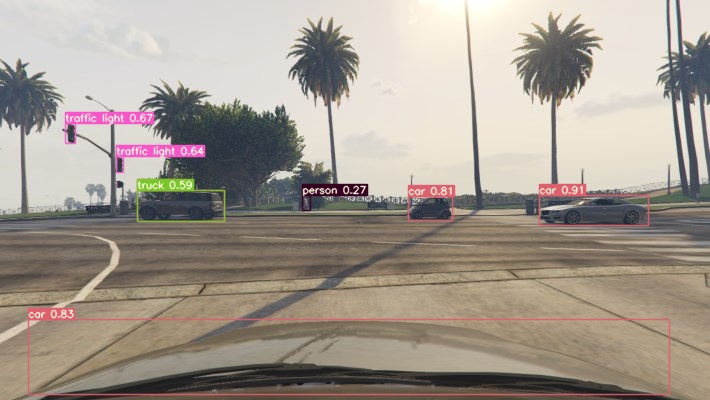 traffic light 0.67
traffic light 0.64
truck 0.59
person 0.27
car 0.81
car 0.91
car 0.83